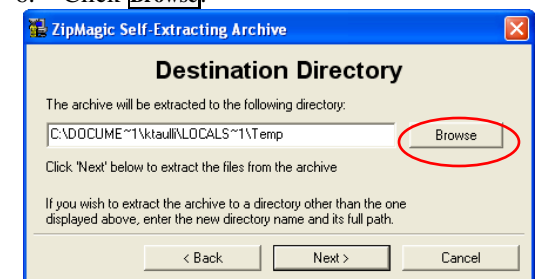 Click Browse.
ZipMagic Self-Extracting Archive
Destination Directory
The archive will be extracted to the following directory:
C:\DOCUME~1\ktaulli\LOCALS~1\Temp
Browse
Click 'Next' below to extract the files from the archive
If you wish to extract the archive to a directory other than the one
displayed above, enter the new directory name and its full path.
< Back Next > Cancel